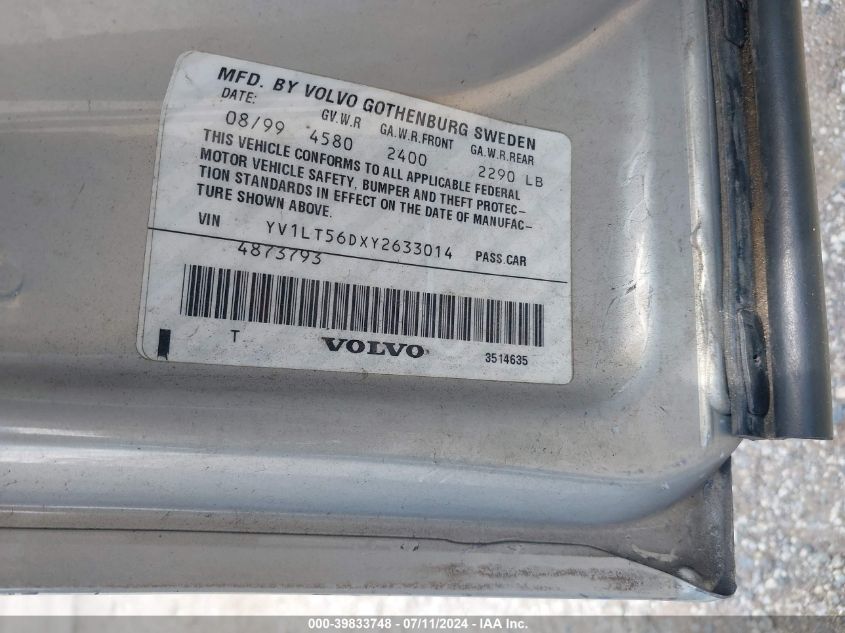 MFD. BY VOLVO GOTHENBURG SWEDEN
DATE: GV.W.R GA.W.R.FRONT GA.W.R.REAR
08/99 4580 2400 2290 LB
THIS VEHICLE CONFORMS TO ALL APPLICABLE FEDERAL
MOTOR VEHICLE SAFETY, BUMPER AND THEFT PROTEC-
TION STANDARDS IN EFFECT ON THE DATE OF MANUFAC-
TURE SHOWN ABOVE.
VIN YV1LT56DXY2633014 PASS.CAR
4873793
T VOLVO 3514635
000-39833748 - 07/11/2024 - IAA, Inc.